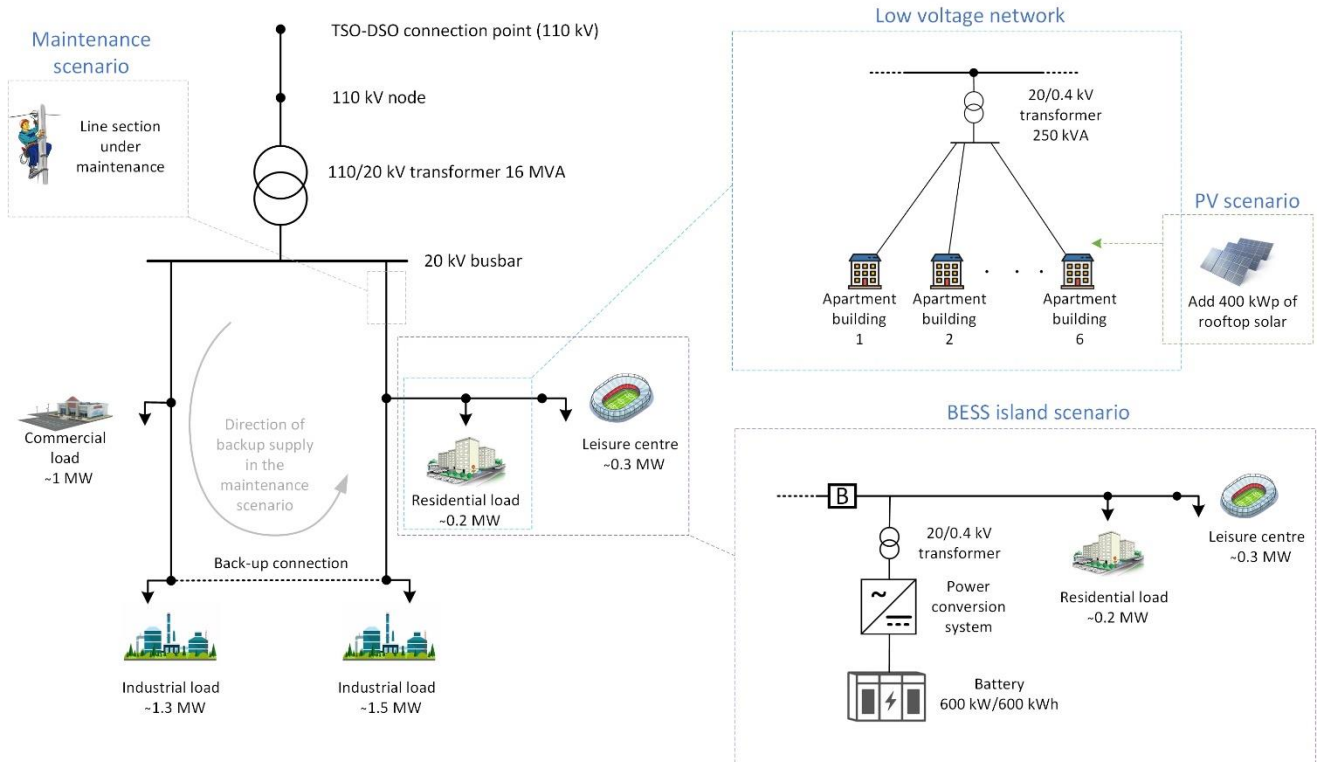 Maintenance
scenario
Line section
under
maintenance
TSO-DSO connection point (110 kV)
110 kV node
110/20 kV transformer 16 MVA
20 kV busbar
Commercial
load
~1 MW
Direction of
backup supply
in the
maintenance
scenario
Residential load
~0.2 MW
Leisure centre
~0.3 MW
Back-up connection
Industrial load
~1.3 MW
Industrial load
~1.5 MW
Low voltage network
20/0.4 kV
transformer
250 kVA
Apartment
building
1
Apartment
building
2
. . .
Apartment
building
6
PV scenario
Add 400 kWp of
rooftop solar
BESS island scenario
B
20/0.4 kV
transformer
Power
conversion
system
Battery
600 kW/600 kWh
Residential load
~0.2 MW
Leisure centre
~0.3 MW